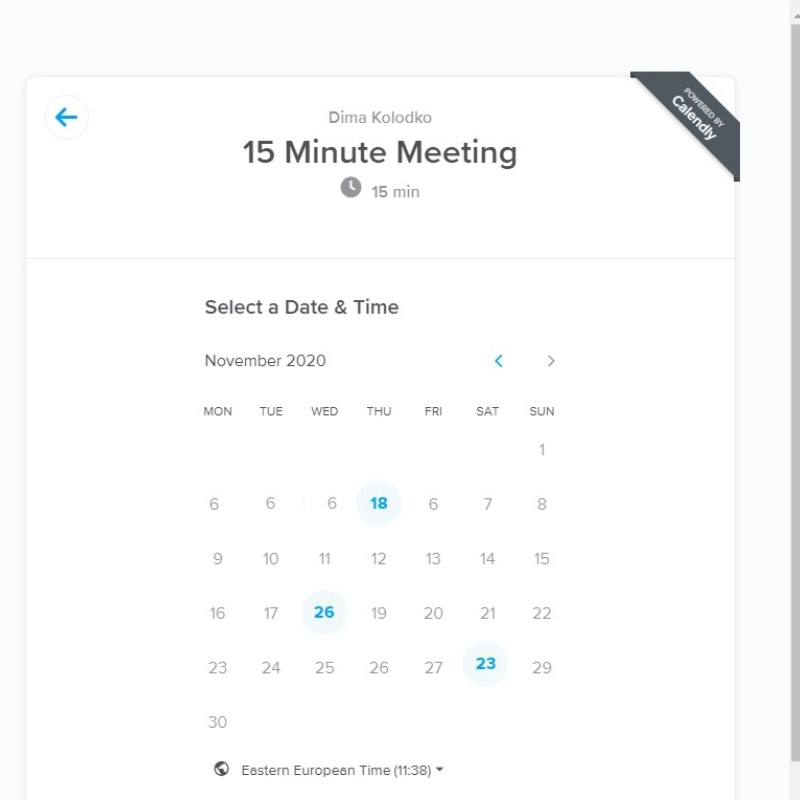 POWERED BY
Calendly
Dima Kolodko
15 Minute Meeting
15 min
Select a Date & Time
November 2020
MON TUE WED THU FRI SAT SUN
1
6 6 6 18 6 7 8
9 10 11 12 13 14 15
16 17 26 19 20 21 22
23 24 25 26 27 23 29
30
Eastern European Time (11:38)